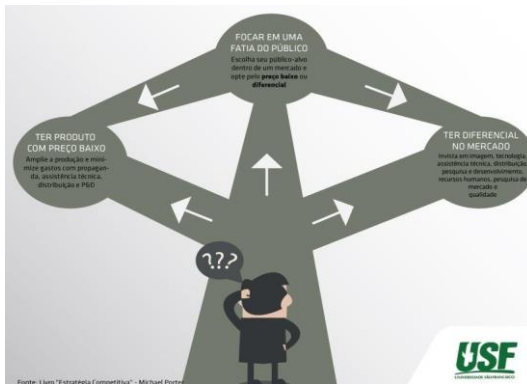 FOCAR EM UMA
FATIA DO PÚBLICO
Escolha seu público-alvo
dentro de um mercado e
opte pelo preço baixo ou
diferencial
TER PRODUTO
COM PREÇO BAIXO
Amplie a produção e mini-
mize gastos com propagan-
da, assistência técnica,
distribuição e P&D
TER DIFERENCIAL
NO MERCADO
Invista em imagem, tecnologia,
assistência técnica, distribuição,
pesquisa e desenvolvimento,
recursos humanos, pesquisa de
mercado e
qualidade
???
Fonte: Livro "Estratégia Competitiva" - Michael Porter
USF
UNIVERSIDADE SÃO FRANCISCO